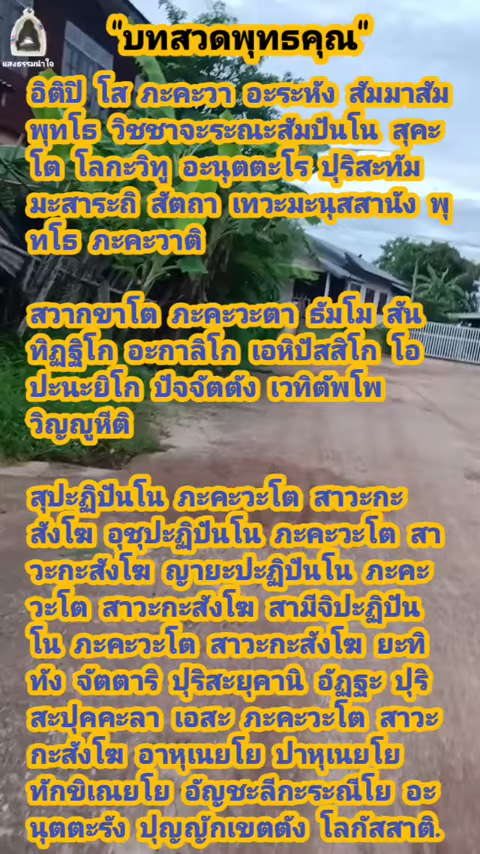 "บทสวดพุทธคุณ"
แสงธรรมนำใจ
อิติปิ โส ภะคะวา อะระหัง สัมมาสัม
พุทโธ วิชชาจะระณะสัมปันโน สุคะ
โต โลกะวิทู อะนุตตะโร ปุริสะทัม
มะสาระถิ สัตถา เทวะมะนุสสานัง พุ
ทโธ ภะคะวาติ
สวากขาโต ภะคะวะตา ธัมโม สัน
ทิฏฐิโก อะกาลิโก เอหิปัสสิโก โอ
ปะนะยิโก ปัจจัตตัง เวทิตัพโพ
วิญญูหีติ
สุปะฏิปันโน ภะคะวะโต สาวะกะ
สังโฆ อุชุปะฏิปันโน ภะคะวะโต สา
วะกะสังโฆ ญายะปะฏิปันโน ภะคะ
วะโต สาวะกะสังโฆ สามีจิปะฏิปัน
โน ภะคะวะโต สาวะกะสังโฆ ยะทิ
ทัง จัตตาริ ปุริสะยุคานิ อัฏฐะ ปุริ
สะปุคคะลา เอสะ ภะคะวะโต สาวะ
กะสังโฆ อาหุเนยโย ปาหุเนยโย
ทักขิเณยโย อัญชะลีกะระณีโย อะ
นุตตะรัง ปุญญักเขตตัง โลกัสสาติ.